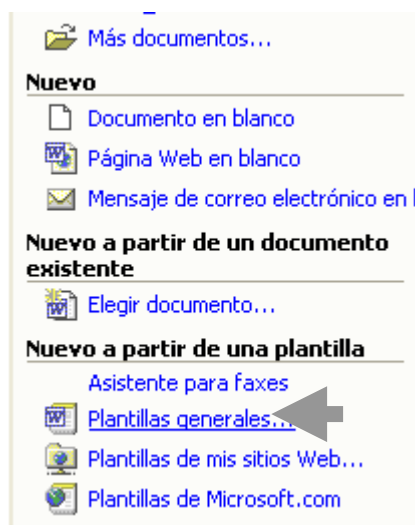 Más documentos...
Nuevo
Documento en blanco
Página Web en blanco
Mensaje de correo electrónico en
Nuevo a partir de un documento
existente
Elegir documento...
Nuevo a partir de una plantilla
Asistente para faxes
Plantillas generales...
Plantillas de mis sitios Web...
Plantillas de Microsoft.com